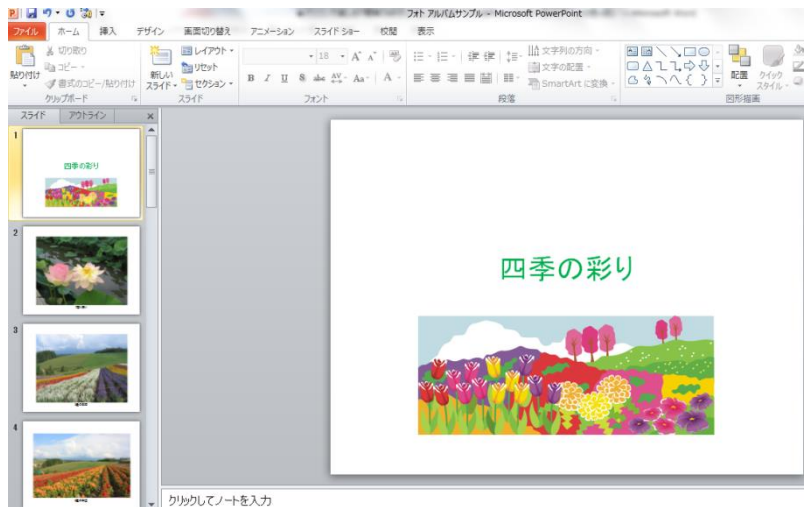 フォト アルバムサンプル - Microsoft PowerPoint
ファイル ホーム 挿入 デザイン 画面切り替え アニメーション スライド ショー 校閲 表示
切り取り
コピー
書式のコピー/貼り付け
貼り付け
クリップボード
新しい
スライド
レイアウト
リセット
セクション
スライド
18
B I U S abc AV Aa A
フォント
文字列の方向
文字の配置
SmartArt に変換
段落
配置
クイック
スタイル
図形描画
スライド アウトライン
1
四季の彩り
2
3
4
四季の彩り
クリックしてノートを入力